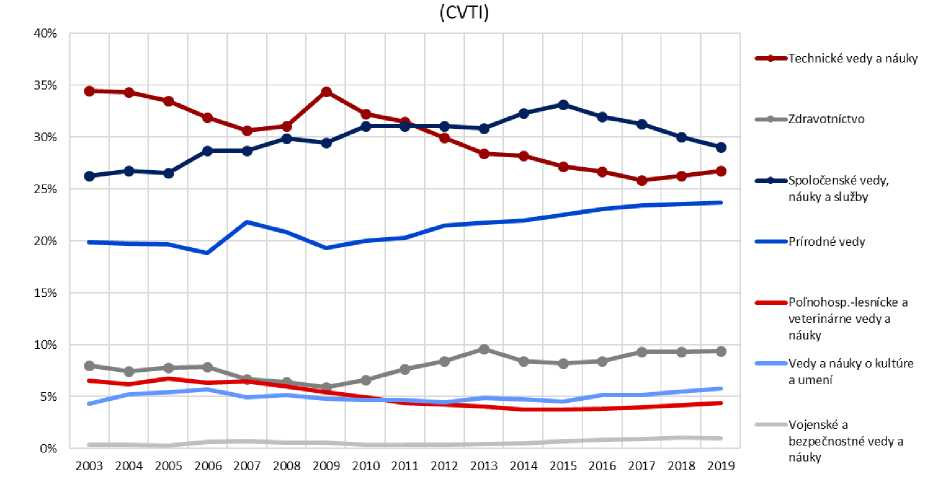 (CVTI)
40%
35%
30%
25%
20%
15%
10%
5%
0%
2003 2004 2005 2006 2007 2008 2009 2010 2011 2012 2013 2014 2015 2016 2017 2018 2019
Technické vedy a náuky
Zdravotníctvo
Spoločenské vedy,
náuky a služby
Prírodné vedy
Poľnohosp.-lesnícke a
veterinárne vedy a
náuky
Vedy a náuky o kultúre
a umení
Vojenské a
bezpečnostné vedy a
náuky